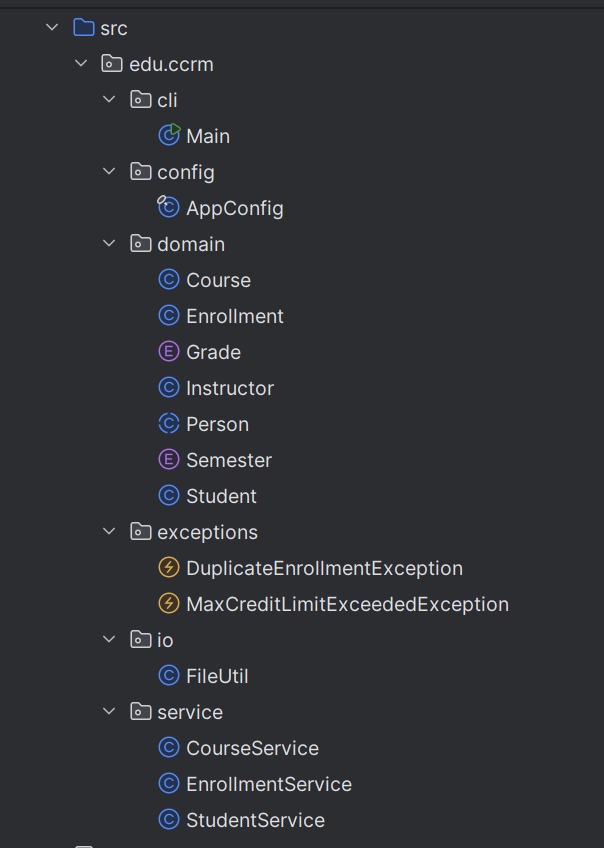 src
edu.ccrm
cli
Main
config
AppConfig
domain
Course
Enrollment
Grade
Instructor
Person
Semester
Student
exceptions
DuplicateEnrollmentException
MaxCreditLimitExceededException
io
FileUtil
service
CourseService
EnrollmentService
StudentService